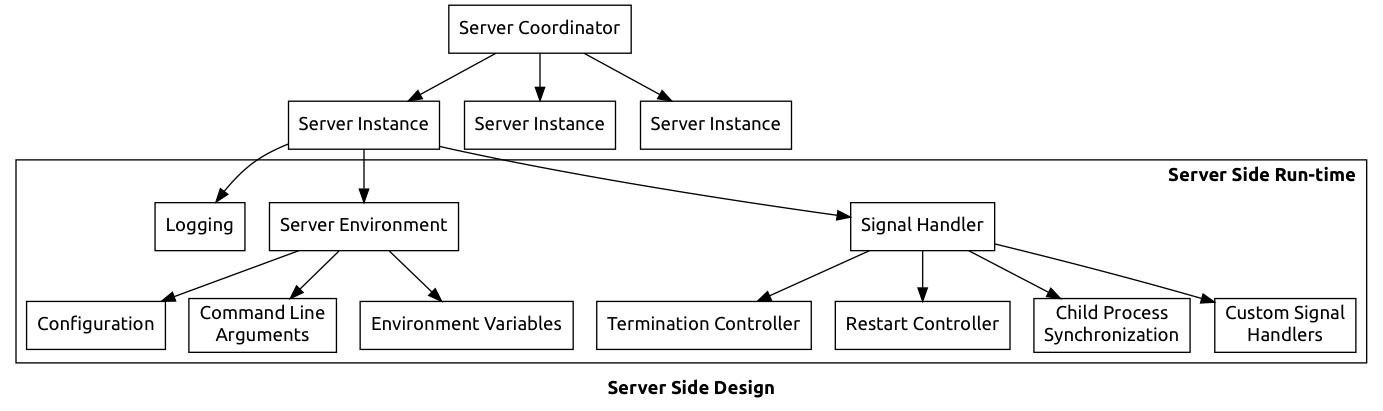 Server Coordinator
Server Instance
Server Instance
Server Instance
Server Side Run-time
Logging
Server Environment
Signal Handler
Configuration
Command Line
Arguments
Environment Variables
Termination Controller
Restart Controller
Child Process
Synchronization
Custom Signal
Handlers
Server Side Design